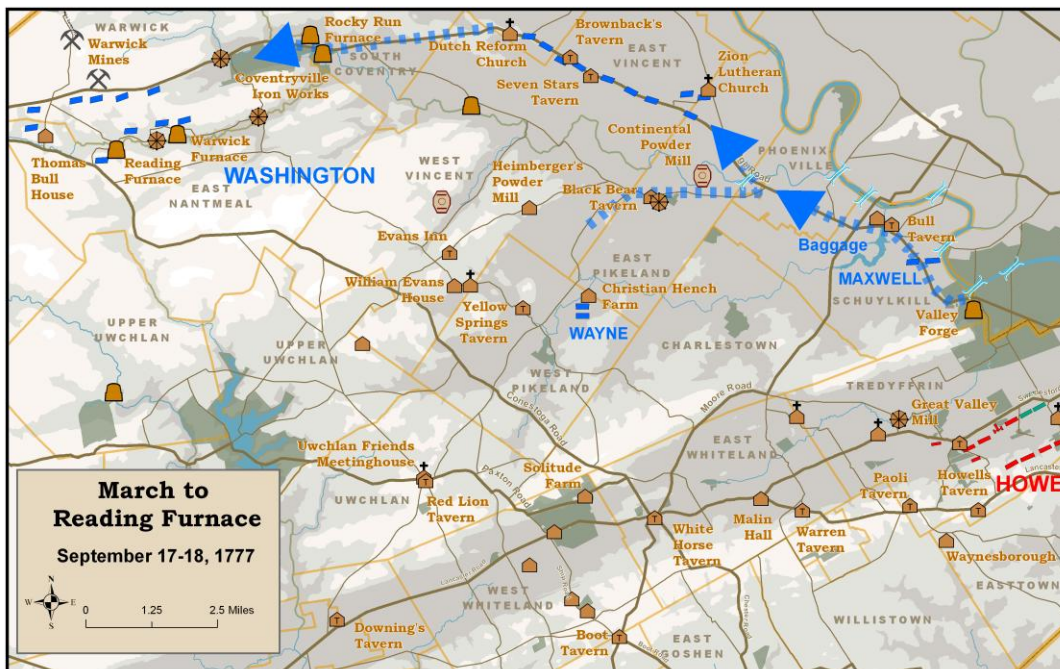 WARWICK
Warwick
Mines
Rocky Run
Furnace
SOUTH
COVENTRY
Coventryville
Iron Works
Dutch Reform
Church
Brownback's
Tavern
EAST
VINCENT
Seven Stars
Tavern
Zion
Lutheran
Church
Continental
Powder
Mill
PHOENIX
VILLE
Road
Thomas
Bull
House
Reading
Furnace
Warwick
Furnace
WASHINGTON
EAST
NANTMEAL
WEST
VINCENT
Heimberger's
Powder
Mill
Black Bear
Tavern
Evans Inn
William Evans
House
Yellow
Springs
Tavern
EAST
PIKELAND
Christian Hench
Farm
WAYNE
Baggage
Bull
Tavern
MAXWELL
SCHUYLKILL
Valley
Forge
UPPER
UWCHLAN
UPPER
UWCHLAN
WEST
PIKELAND
CHARLESTOWN
Conestoga Road
Moore Road
TREDYFFRIN
Great Valley
Mill
Uwchlan Friends
Meetinghouse
UWCHLAN
Red Lion
Tavern
Paxton Road
Solitude
Farm
EAST
WHITELAND
White
Horse
Tavern
Malin
Hall
Warren
Tavern
Paoli
Tavern
Howells
Tavern
HOWE
Waynesborough
EASTTOWN
WILLISTOWN
Lancaster Road
WEST
WHITELAND
Downing's
Tavern
Boot
Tavern
EAST
GOSHEN
March to
Reading Furnace
September 17-18, 1777
N
W E
S
0 1.25 2.5 Miles